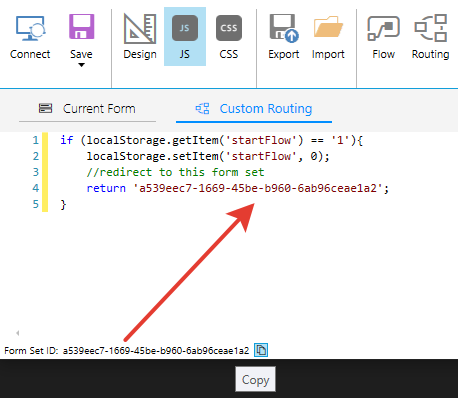 Connect
Save
Design
JS
JS
CSS
CSS
Export
Import
Flow
Routing
Current Form
Custom Routing
1 if (localStorage.getItem('startFlow') == '1'){
2 localStorage.setItem('startFlow', 0);
3 //redirect to this form set
4 return 'a539eec7-1669-45be-b960-6ab96ceae1a2';
5 }
Form Set ID: a539eec7-1669-45be-b960-6ab96ceae1a2
Copy